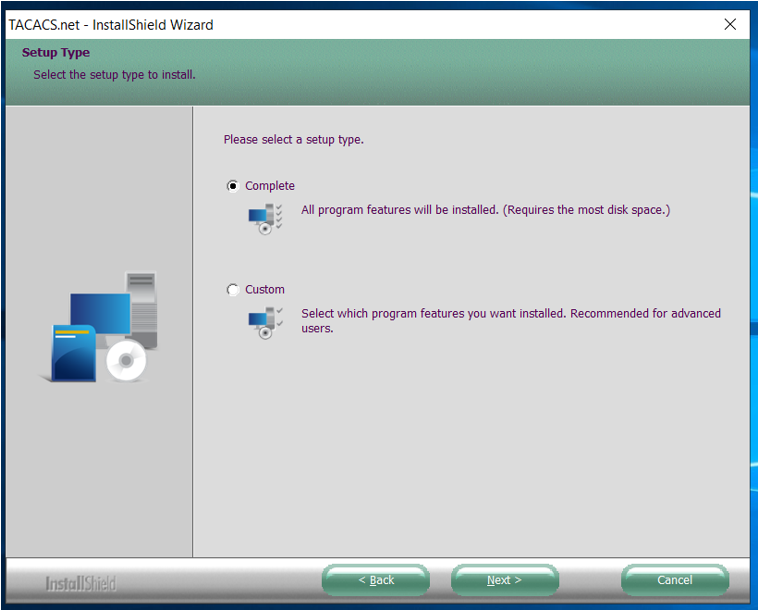 TACACS.net - InstallShield Wizard
Setup Type
Select the setup type to install.
Please select a setup type.
Complete
All program features will be installed. (Requires the most disk space.)
Custom
Select which program features you want installed. Recommended for advanced
users.
InstallShield
< Back
Next >
Cancel